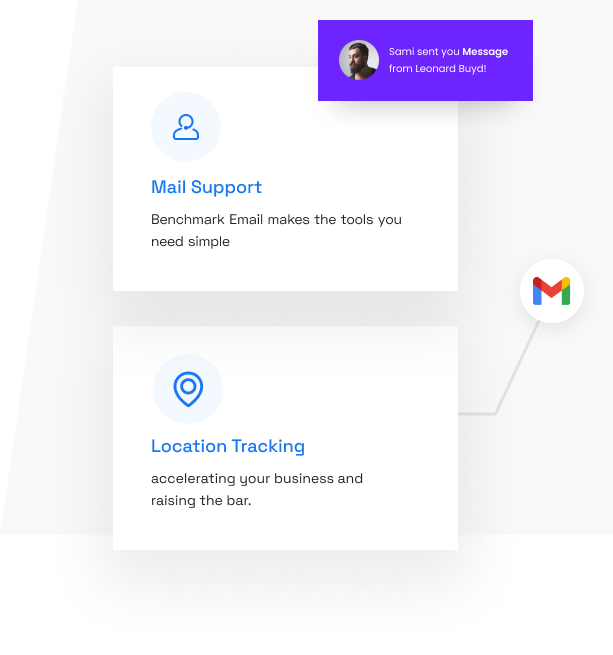 Sami sent you Message
from Leonard Buyd!
Mail Support
Benchmark Email makes the tools you
need simple
Location Tracking
accelerating your business and
raising the bar.